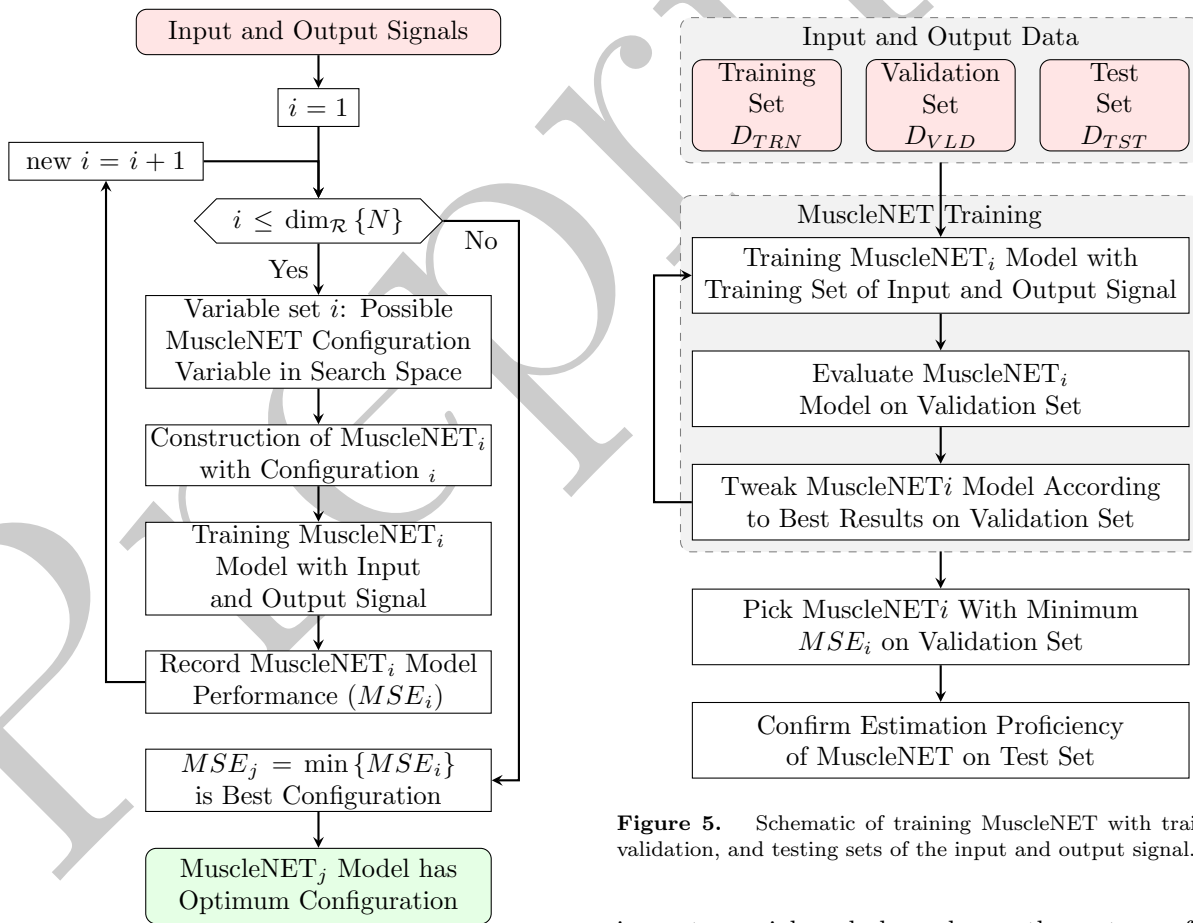 Input and Output Signals
i = 1
new i = i + 1
i ≤ dim_R {N}
No
Yes
Variable set i: Possible
MuscleNET Configuration
Variable in Search Space
Construction of MuscleNET_i
with Configuration _i
Training MuscleNET_i
Model with Input
and Output Signal
Record MuscleNET_i Model
Performance (MSE_i)
MSE_j = min {MSE_i}
is Best Configuration
MuscleNET_j Model has
Optimum Configuration
Input and Output Data
Training
Set
D_TRN
Validation
Set
D_VLD
Test
Set
D_TST
MuscleNET Training
Training MuscleNET_i Model with
Training Set of Input and Output Signal
Evaluate MuscleNET_i
Model on Validation Set
Tweak MuscleNETi Model According
to Best Results on Validation Set
Pick MuscleNETi With Minimum
MSE_i on Validation Set
Confirm Estimation Proficiency
of MuscleNET on Test Set
Figure 5. Schematic of training MuscleNET with trai
validation, and testing sets of the input and output signal.